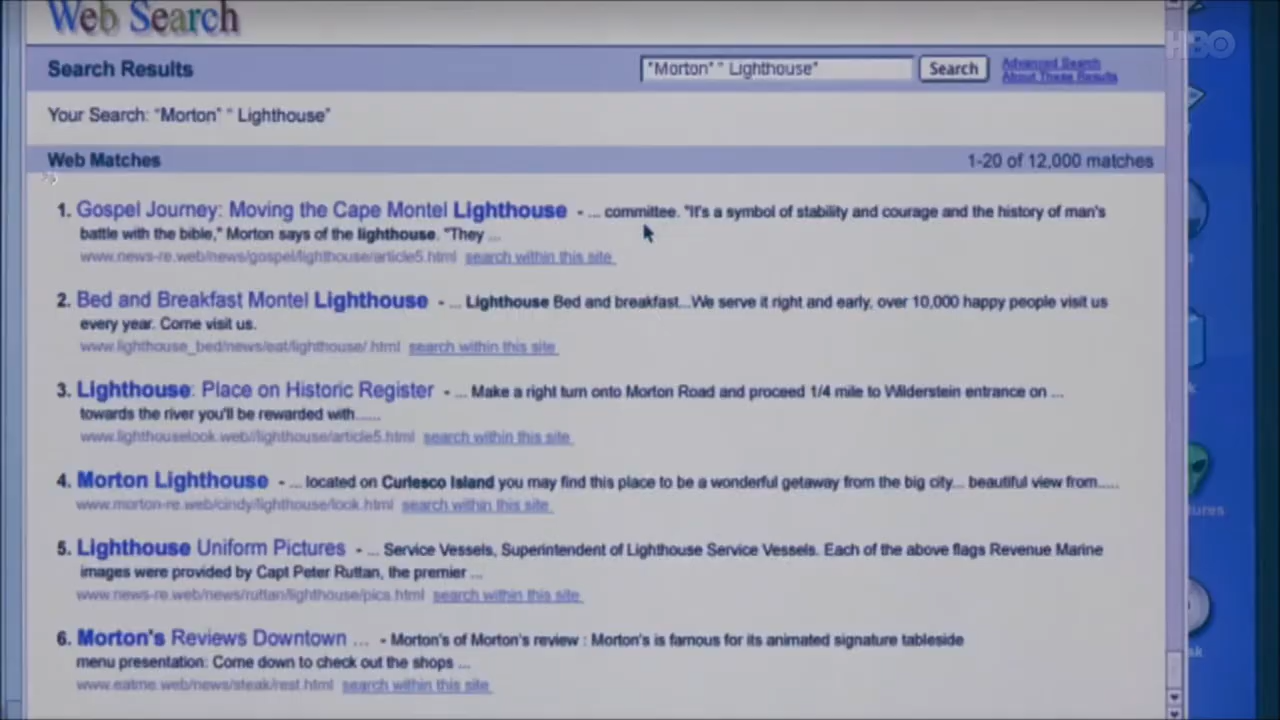 Web Search
HBO
Search Results
"Morton" " Lighthouse"
Search
Advanced Search
About These Results
Your Search: "Morton" " Lighthouse"
Web Matches
1-20 of 12,000 matches
1. Gospel Journey: Moving the Cape Montel Lighthouse - ... committee. "It's a symbol of stability and courage and the history of man's
battle with the bible," Morton says of the lighthouse. "They ...
www.news-re.web/news/gospel/lighthouse/article5.html search within this site
2. Bed and Breakfast Montel Lighthouse - ... Lighthouse Bed and breakfast...We serve it right and early, over 10,000 happy people visit us
every year. Come visit us.
www.lighthouse_bed/news/eat/lighthouse/.html search within this site
3. Lighthouse: Place on Historic Register - ... Make a right turn onto Morton Road and proceed 1/4 mile to Wilderstein entrance on ...
towards the river you'll be rewarded with......
www.lighthouselook.web//lighthouse/article5.html search within this site
4. Morton Lighthouse - ... located on Curlesco Island you may find this place to be a wonderful getaway from the big city... beautiful view from.....
www.morton-re.web/cindy/lighthouse/look.html search within this site
5. Lighthouse Uniform Pictures - ... Service Vessels, Superintendent of Lighthouse Service Vessels. Each of the above flags Revenue Marine
images were provided by Capt Peter Ruttan, the premier ...
www.news-re.web/news/ruttan/lighthouse/pics.html search within this site
6. Morton's Reviews Downtown ... - Morton's of Morton's review : Morton's is famous for its animated signature tableside
menu presentation: Come down to check out the shops ...
www.eatme.web/news/steak/rest.html search within this site